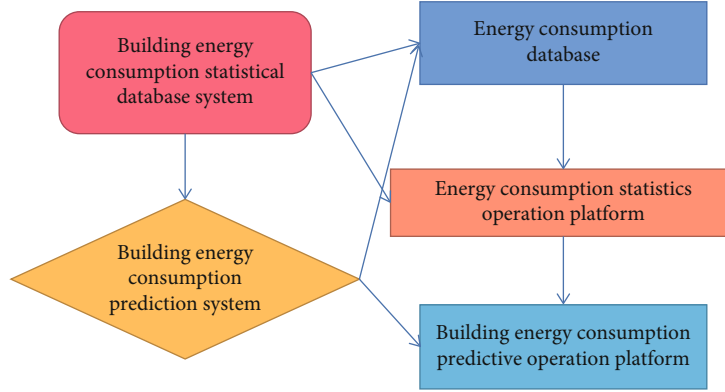 Building energy
consumption statistical
database system
Energy consumption
database
Energy consumption statistics
operation platform
Building energy
consumption
prediction system
Building energy consumption
predictive operation platform